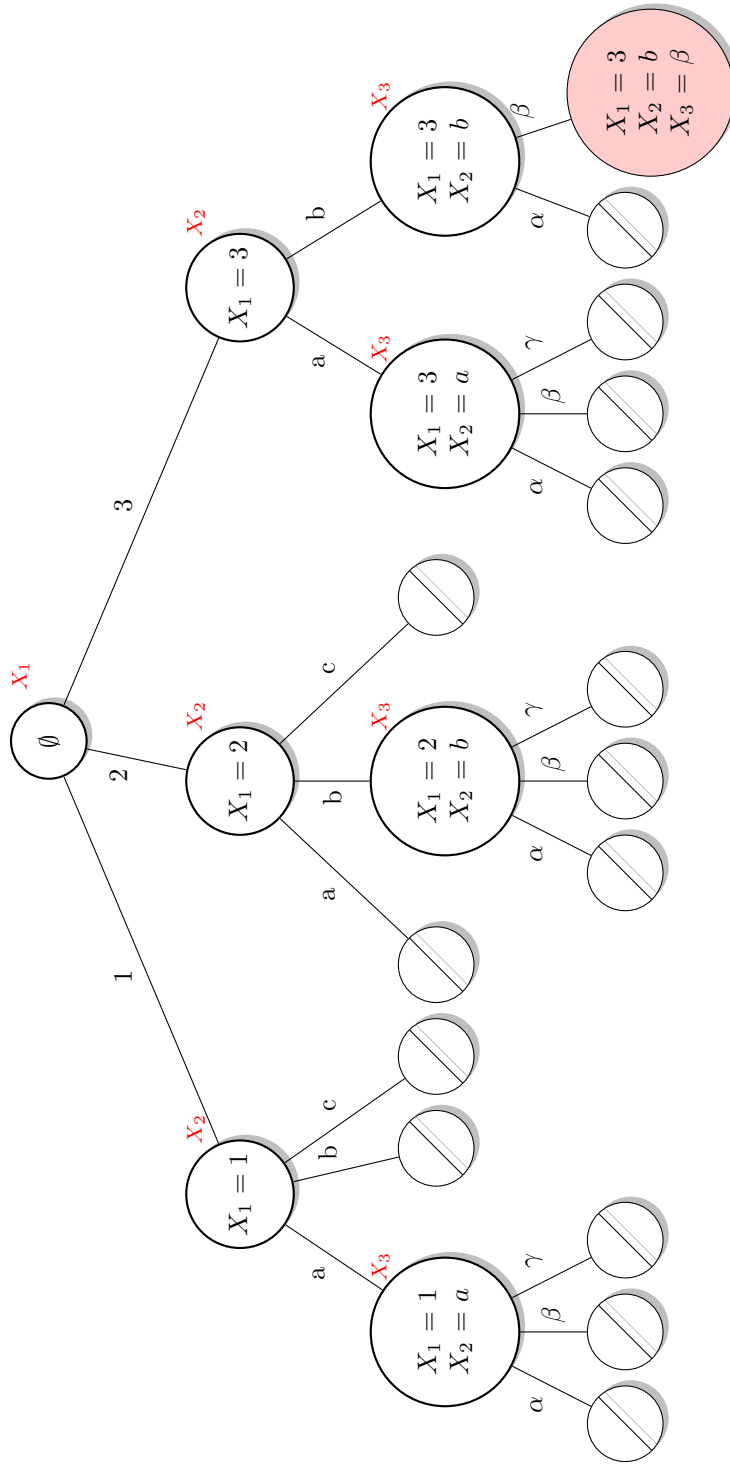 X₁
∅
1
2
3
X₂
X₁ = 1
X₂
X₁ = 2
X₂
X₁ = 3
a
b
c
a
b
c
a
b
X₃
X₁ = 1
X₂ = a
X₃
X₁ = 2
X₂ = b
X₃
X₁ = 3
X₂ = a
X₃
X₁ = 3
X₂ = b
α
β
γ
α
β
γ
α
β
γ
α
β
X₁ = 3
X₂ = b
X₃ = β